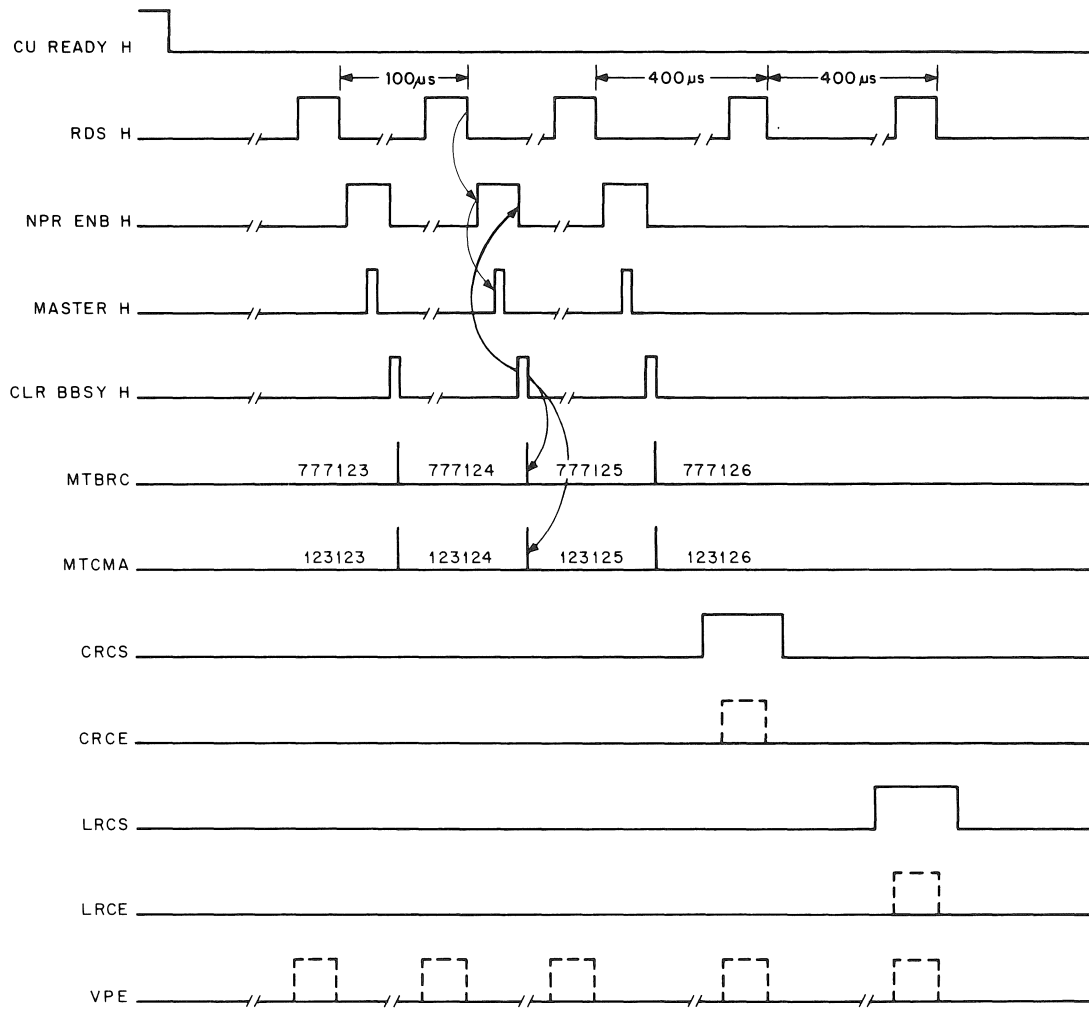 CU READY H
100µs
400µs
400µs
RDS H
NPR ENB H
MASTER H
CLR BBSY H
MTBRC 777123 777124 777125 777126
MTCMA 123123 123124 123125 123126
CRCS
CRCE
LRCS
LRCE
VPE